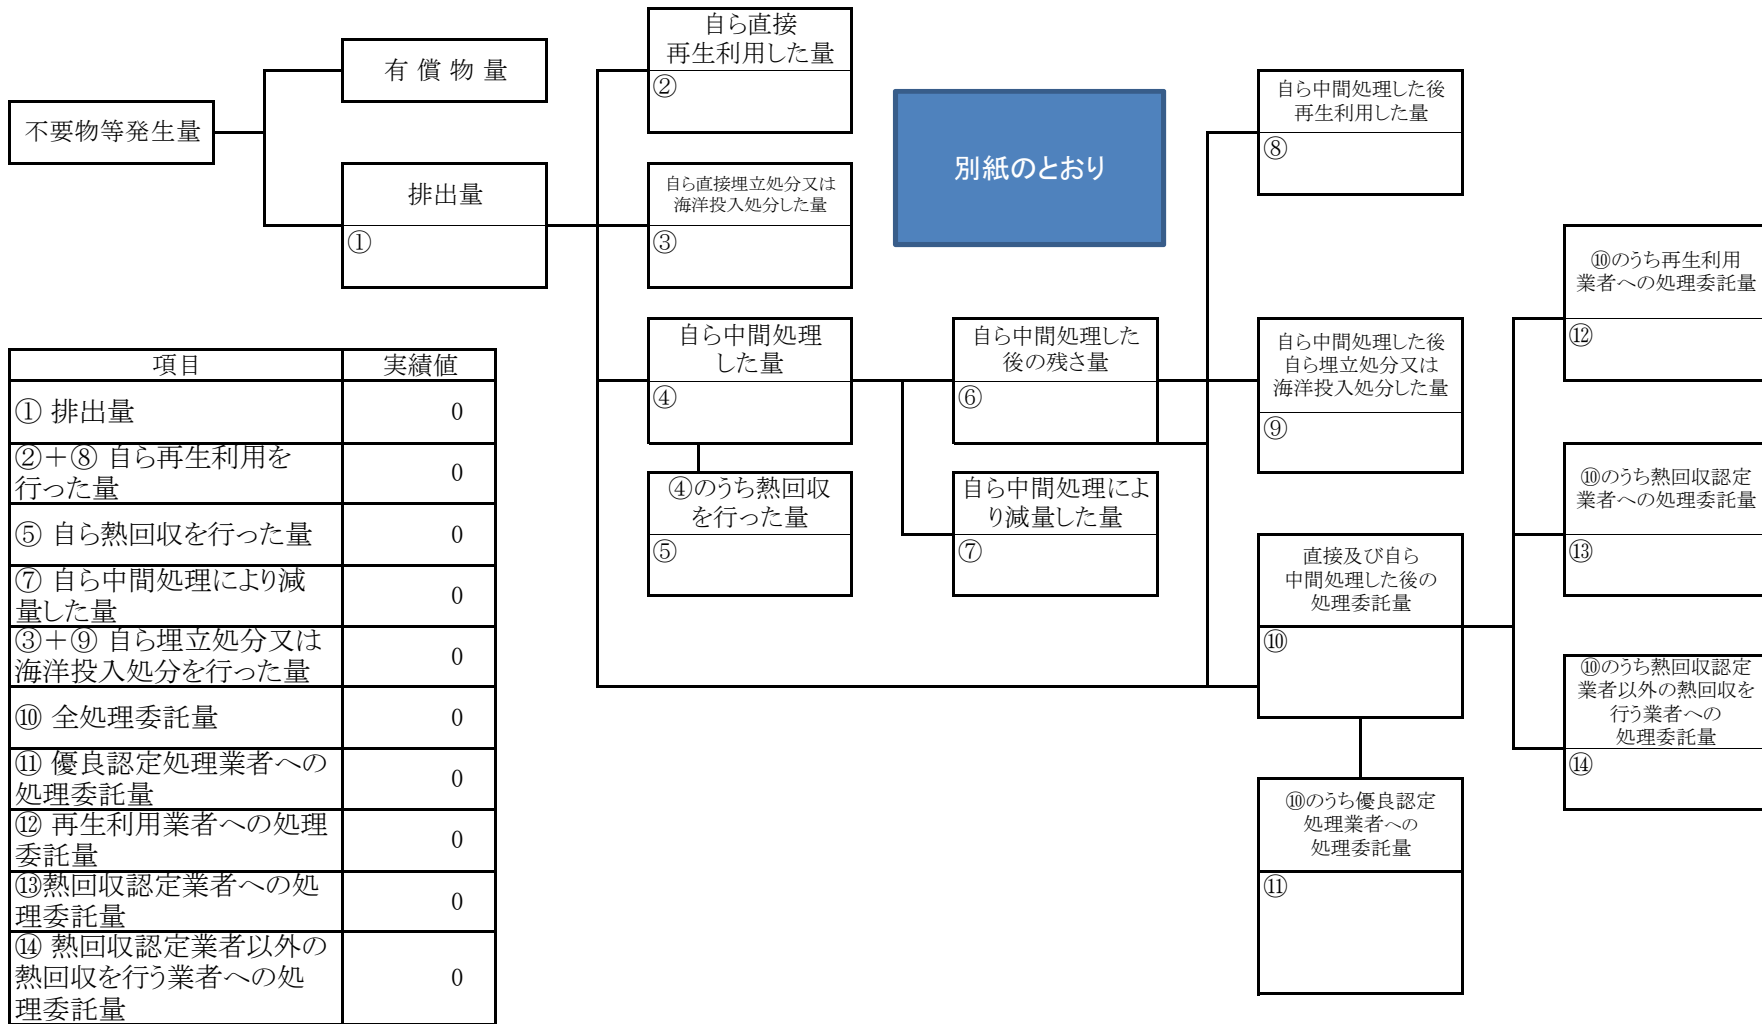 不要物等発生量
有 償 物 量
排出量
①
自ら直接
再生利用した量
②
自ら直接埋立処分又は
海洋投入処分した量
③
自ら中間処理
した量
④
④のうち熱回収
を行った量
⑤
別紙のとおり
自ら中間処理した
後の残さ量
⑥
自ら中間処理によ
り減量した量
⑦
自ら中間処理した後
再生利用した量
⑧
自ら中間処理した後
自ら埋立処分又は
海洋投入処分した量
⑨
直接及び自ら
中間処理した後の
処理委託量
⑩
⑩のうち優良認定
処理業者への
処理委託量
⑪
⑩のうち再生利用
業者への処理委託量
⑫
⑩のうち熱回収認定
業者への処理委託量
⑬
⑩のうち熱回収認定
業者以外の熱回収を
行う業者への
処理委託量
⑭
項目 実績値
① 排出量 0
②＋⑧ 自ら再生利用を
行った量 0
⑤ 自ら熱回収を行った量 0
⑦ 自ら中間処理により減
量した量 0
③＋⑨ 自ら埋立処分又は
海洋投入処分を行った量 0
⑩ 全処理委託量 0
⑪ 優良認定処理業者への
処理委託量 0
⑫ 再生利用業者への処理
委託量 0
⑬熱回収認定業者への処
理委託量 0
⑭ 熱回収認定業者以外の
熱回収を行う業者への処 0
理委託量